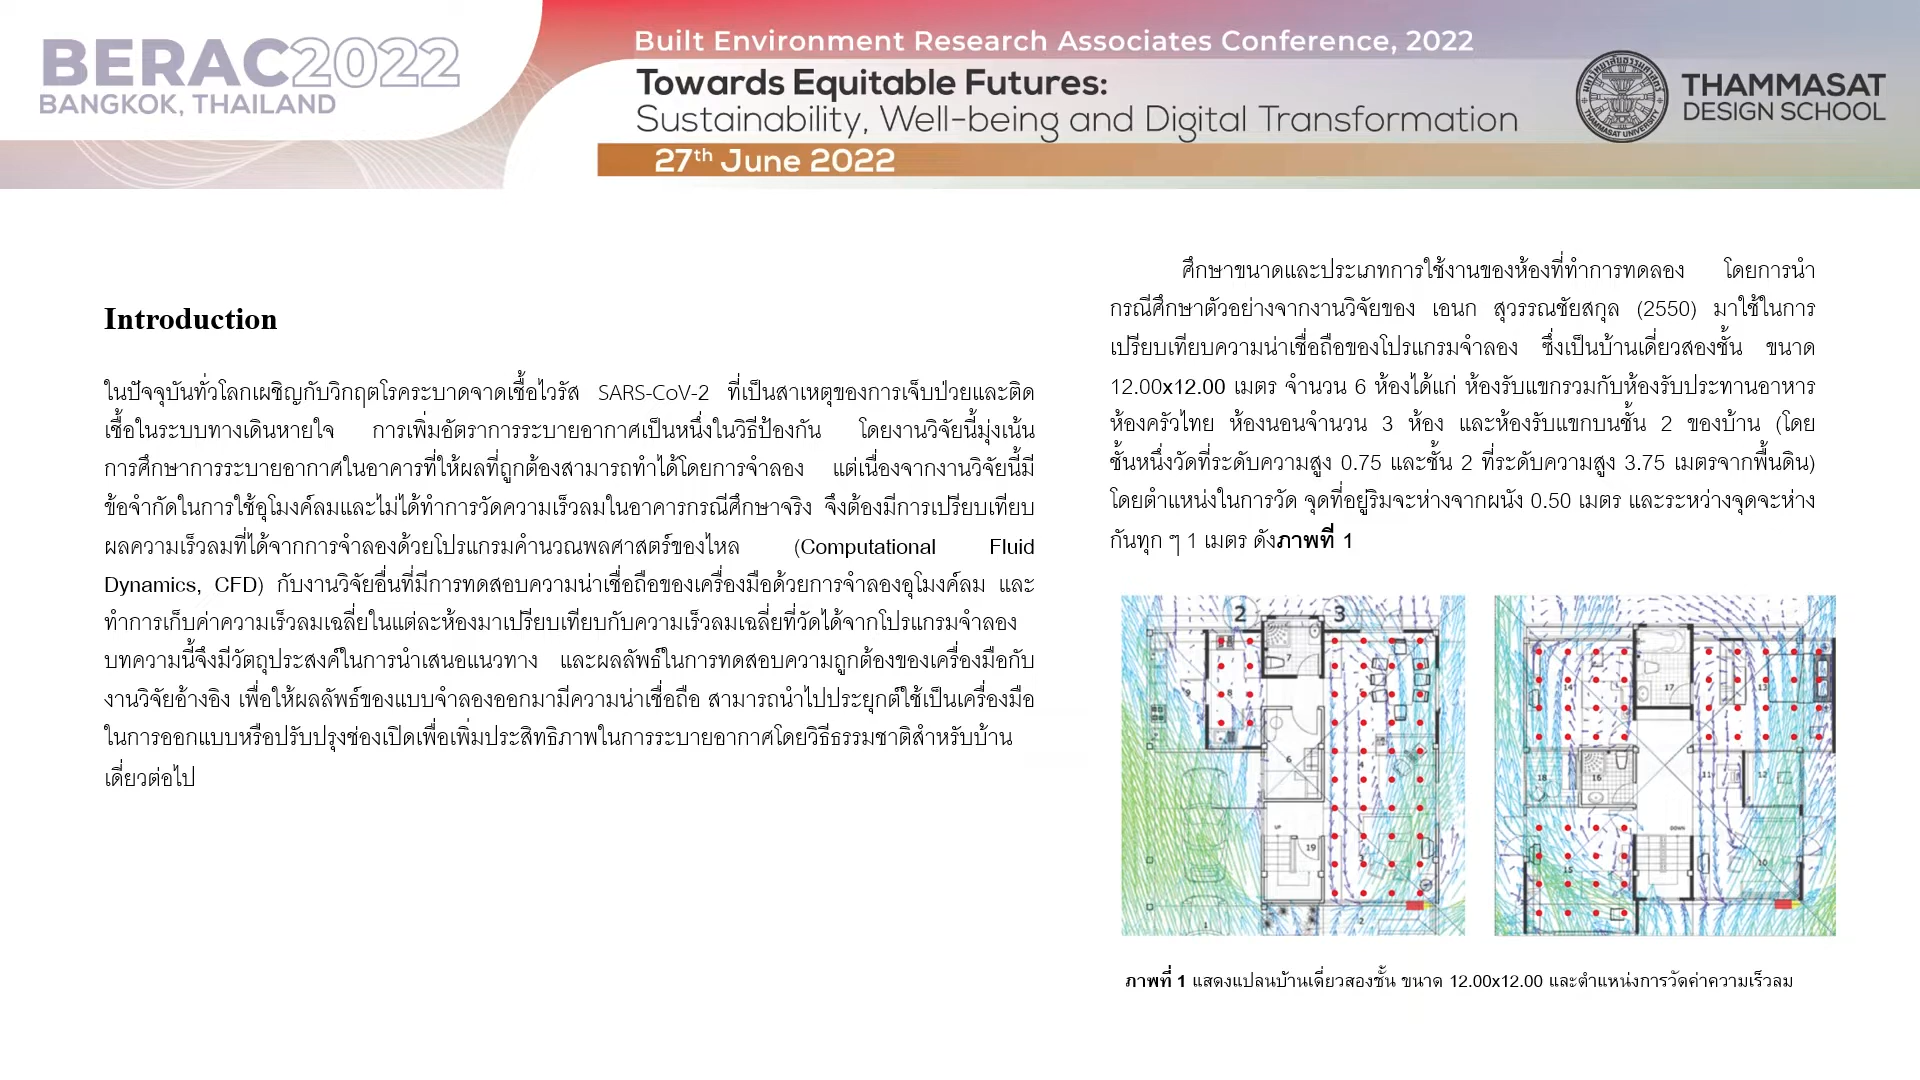 BERAC2022
BANGKOK, THAILAND
Built Environment Research Associates Conference, 2022
Towards Equitable Futures:
Sustainability, Well-being and Digital Transformation
27th June 2022
THAMMASAT
DESIGN SCHOOL
Introduction
ในปัจจุบันทั่วโลกเผชิญกับวิกฤตโรคระบาดจาดเชื้อไวรัส SARS-CoV-2 ที่เป็นสาเหตุของการเจ็บป่วยและติด
เชื้อในระบบทางเดินหายใจ การเพิ่มอัตราการระบายอากาศเป็นหนึ่งในวิธีป้องกัน โดยงานวิจัยนี้มุ่งเน้น
การศึกษาการระบายอากาศในอาคารที่ให้ผลที่ถูกต้องสามารถทำได้โดยการจำลอง แต่เนื่องจากงานวิจัยนี้มี
ข้อจำกัดในการใช้อุโมงค์ลมและไม่ได้ทำการวัดความเร็วลมในอาคารกรณีศึกษาจริง จึงต้องมีการเปรียบเทียบ
ผลความเร็วลมที่ได้จากการจำลองด้วยโปรแกรมคำนวณพลศาสตร์ของไหล (Computational Fluid
Dynamics, CFD) กับงานวิจัยอื่นที่มีการทดสอบความน่าเชื่อถือของเครื่องมือด้วยการจำลองอุโมงค์ลม และ
ทำการเก็บค่าความเร็วลมเฉลี่ยในแต่ละห้องมาเปรียบเทียบกับความเร็วลมเฉลี่ยที่วัดได้จากโปรแกรมจำลอง
บทความนี้จึงมีวัตถุประสงค์ในการนำเสนอแนวทาง และผลลัพธ์ในการทดสอบความถูกต้องของเครื่องมือกับ
งานวิจัยอ้างอิง เพื่อให้ผลลัพธ์ของแบบจำลองออกมามีความน่าเชื่อถือ สามารถนำไปประยุกต์ใช้เป็นเครื่องมือ
ในการออกแบบหรือปรับปรุงช่องเปิดเพื่อเพิ่มประสิทธิภาพในการระบายอากาศโดยวิธีธรรมชาติสำหรับบ้าน
เดี่ยวต่อไป
ศึกษาขนาดและประเภทการใช้งานของห้องที่ทำการทดลอง โดยการนำ
กรณีศึกษาตัวอย่างจากงานวิจัยของ เอนก สุวรรณชัยสกุล (2550) มาใช้ในการ
เปรียบเทียบความน่าเชื่อถือของโปรแกรมจำลอง ซึ่งเป็นบ้านเดี่ยวสองชั้น ขนาด
12.00x12.00 เมตร จำนวน 6 ห้องได้แก่ ห้องรับแขกรวมกับห้องรับประทานอาหาร
ห้องครัวไทย ห้องนอนจำนวน 3 ห้อง และห้องรับแขกบนชั้น 2 ของบ้าน (โดย
ชั้นหนึ่งวัดที่ระดับความสูง 0.75 และชั้น 2 ที่ระดับความสูง 3.75 เมตรจากพื้นดิน)
โดยตำแหน่งในการวัด จุดที่อยู่ริมจะห่างจากผนัง 0.50 เมตร และระหว่างจุดจะห่าง
กันทุก ๆ 1 เมตร ดังภาพที่ 1
2 3
7
9 8
6
4
UP
19
2
1
14 17 13
18 16 11 12
DOWN
15 10
ภาพที่ 1 แสดงแปลนบ้านเดี่ยวสองชั้น ขนาด 12.00x12.00 และตำแหน่งการวัดค่าความเร็วลม